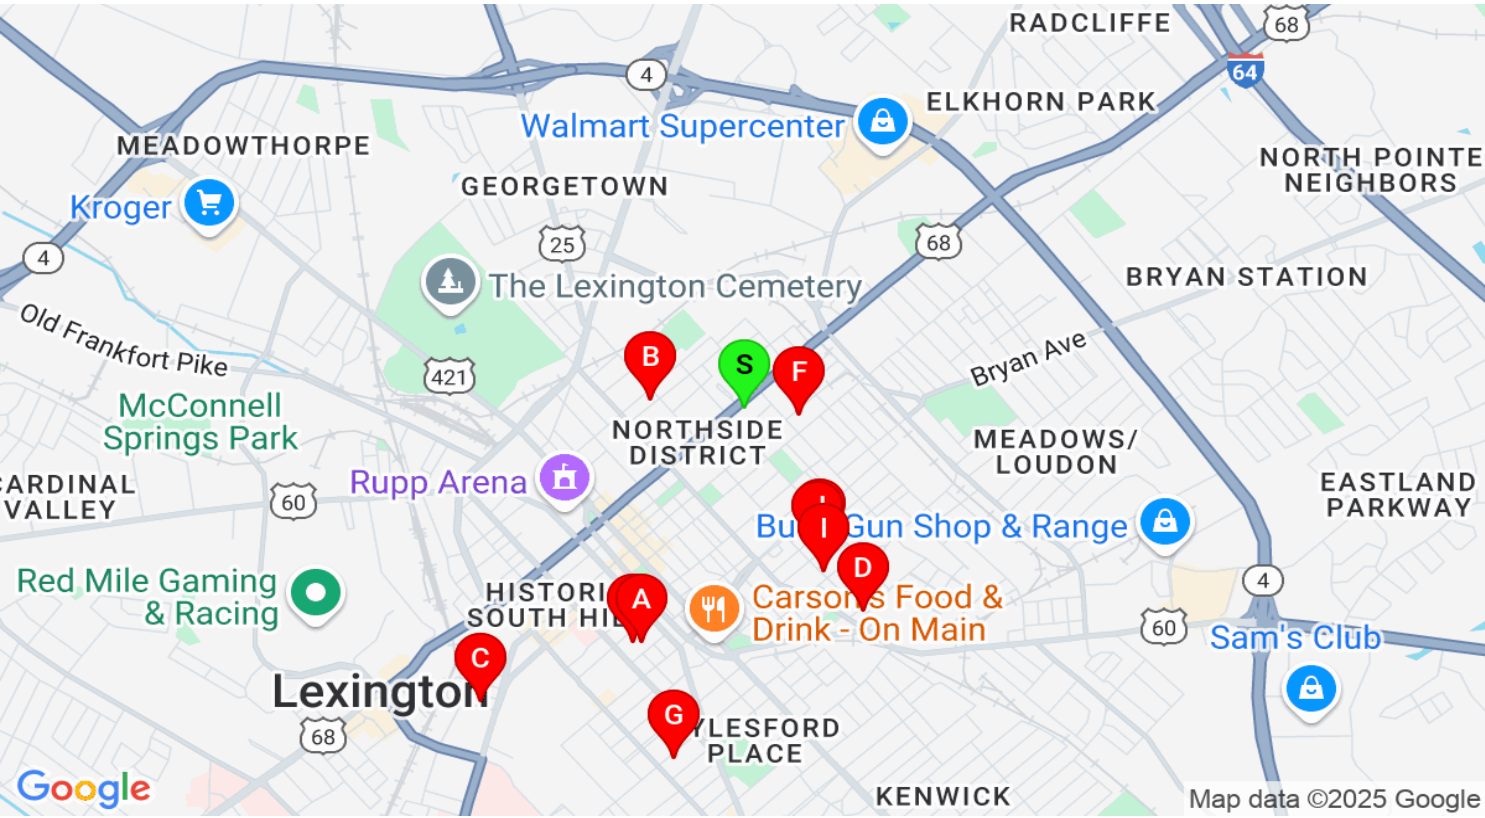 RADCLIFFE
68
64
4
ELKHORN PARK
Walmart Supercenter
MEADOWTHORPE
NORTH POINTE
NEIGHBORS
GEORGETOWN
Kroger
25
68
4
BRYAN STATION
The Lexington Cemetery
Old Frankfort Pike
Bryan Ave
B
S
F
421
McConnell
Springs Park
NORTHSIDE
DISTRICT
MEADOWS/
LOUDON
CARDINAL
VALLEY
60
Rupp Arena
EASTLAND
PARKWAY
I
Gun Shop & Range
D
Red Mile Gaming
& Racing
HISTORI
SOUTH HIL
A
Carson's Food &
Drink - On Main
4
60
Sam's Club
C
Lexington
G
YLESFORD
PLACE
68
KENWICK
Google
Map data ©2025 Google